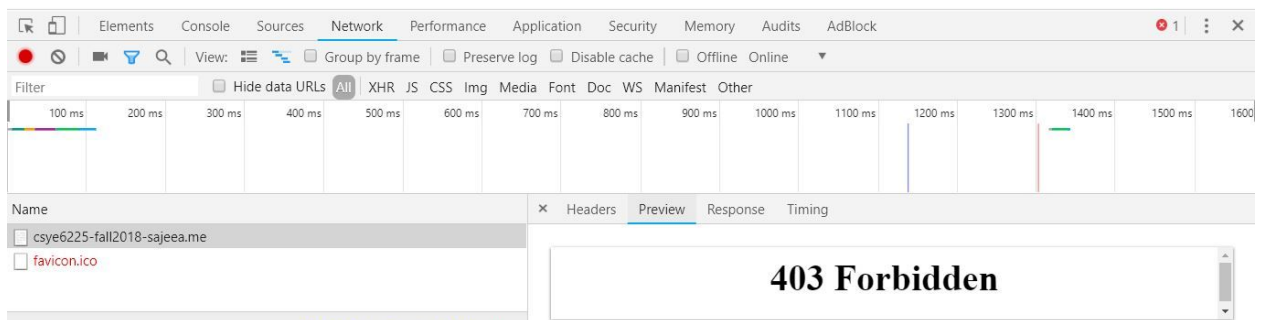 Elements Console Sources Network Performance Application Security Memory Audits AdBlock 1
View: Group by frame Preserve log Disable cache Offline Online
Filter Hide data URLs All XHR JS CSS Img Media Font Doc WS Manifest Other
100 ms 200 ms 300 ms 400 ms 500 ms 600 ms 700 ms 800 ms 900 ms 1000 ms 1100 ms 1200 ms 1300 ms 1400 ms 1500 ms 1600
Name × Headers Preview Response Timing
csye6225-fall2018-sajeea.me
favicon.ico
403 Forbidden